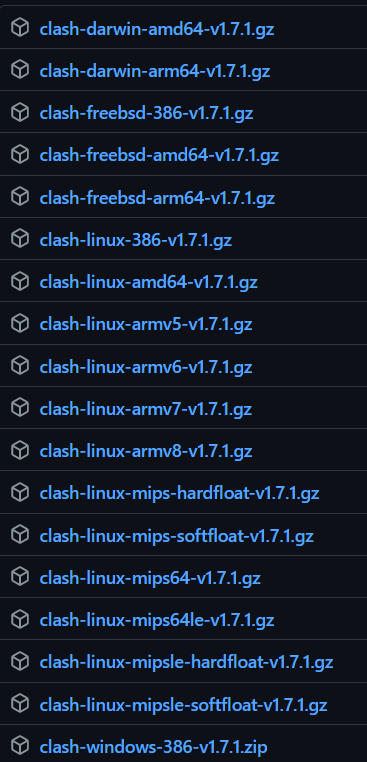 clash-darwin-amd64-v1.7.1.gz
clash-darwin-arm64-v1.7.1.gz
clash-freebsd-386-v1.7.1.gz
clash-freebsd-amd64-v1.7.1.gz
clash-freebsd-arm64-v1.7.1.gz
clash-linux-386-v1.7.1.gz
clash-linux-amd64-v1.7.1.gz
clash-linux-armv5-v1.7.1.gz
clash-linux-armv6-v1.7.1.gz
clash-linux-armv7-v1.7.1.gz
clash-linux-armv8-v1.7.1.gz
clash-linux-mips-hardfloat-v1.7.1.gz
clash-linux-mips-softfloat-v1.7.1.gz
clash-linux-mips64-v1.7.1.gz
clash-linux-mips64le-v1.7.1.gz
clash-linux-mipsle-hardfloat-v1.7.1.gz
clash-linux-mipsle-softfloat-v1.7.1.gz
clash-windows-386-v1.7.1.zip